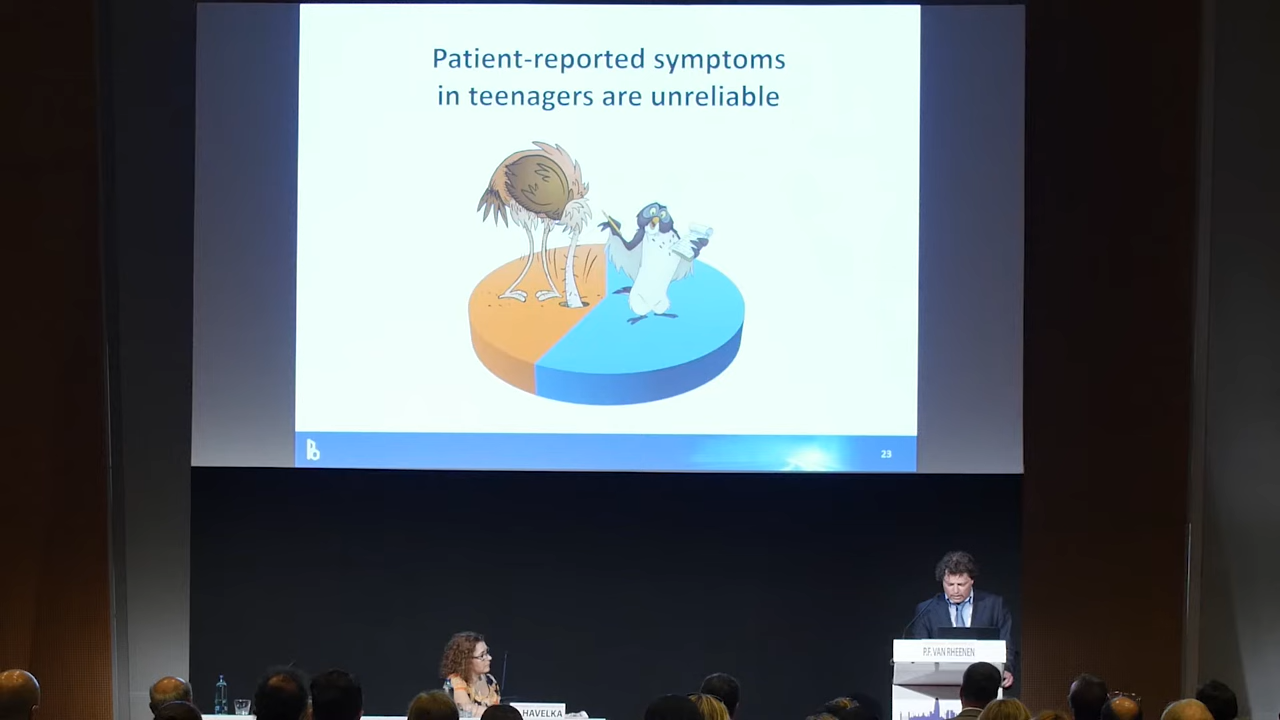 Patient-reported symptoms
in teenagers are unreliable
23
P.F. VAN RHEENEN
HAVELKA